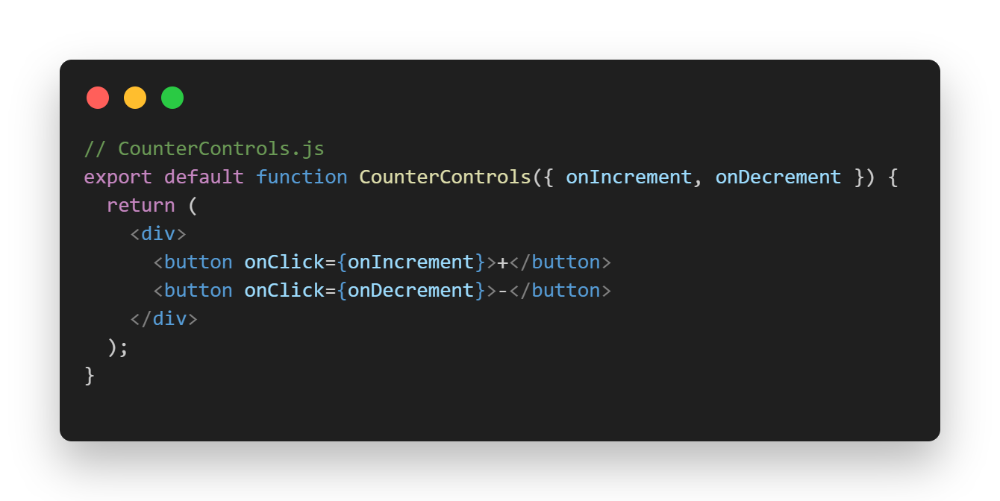 // CounterControls.js
export default function CounterControls({ onIncrement, onDecrement }) {
  return (
    <div>
      <button onClick={onIncrement}>+</button>
      <button onClick={onDecrement}>-</button>
    </div>
  );
}